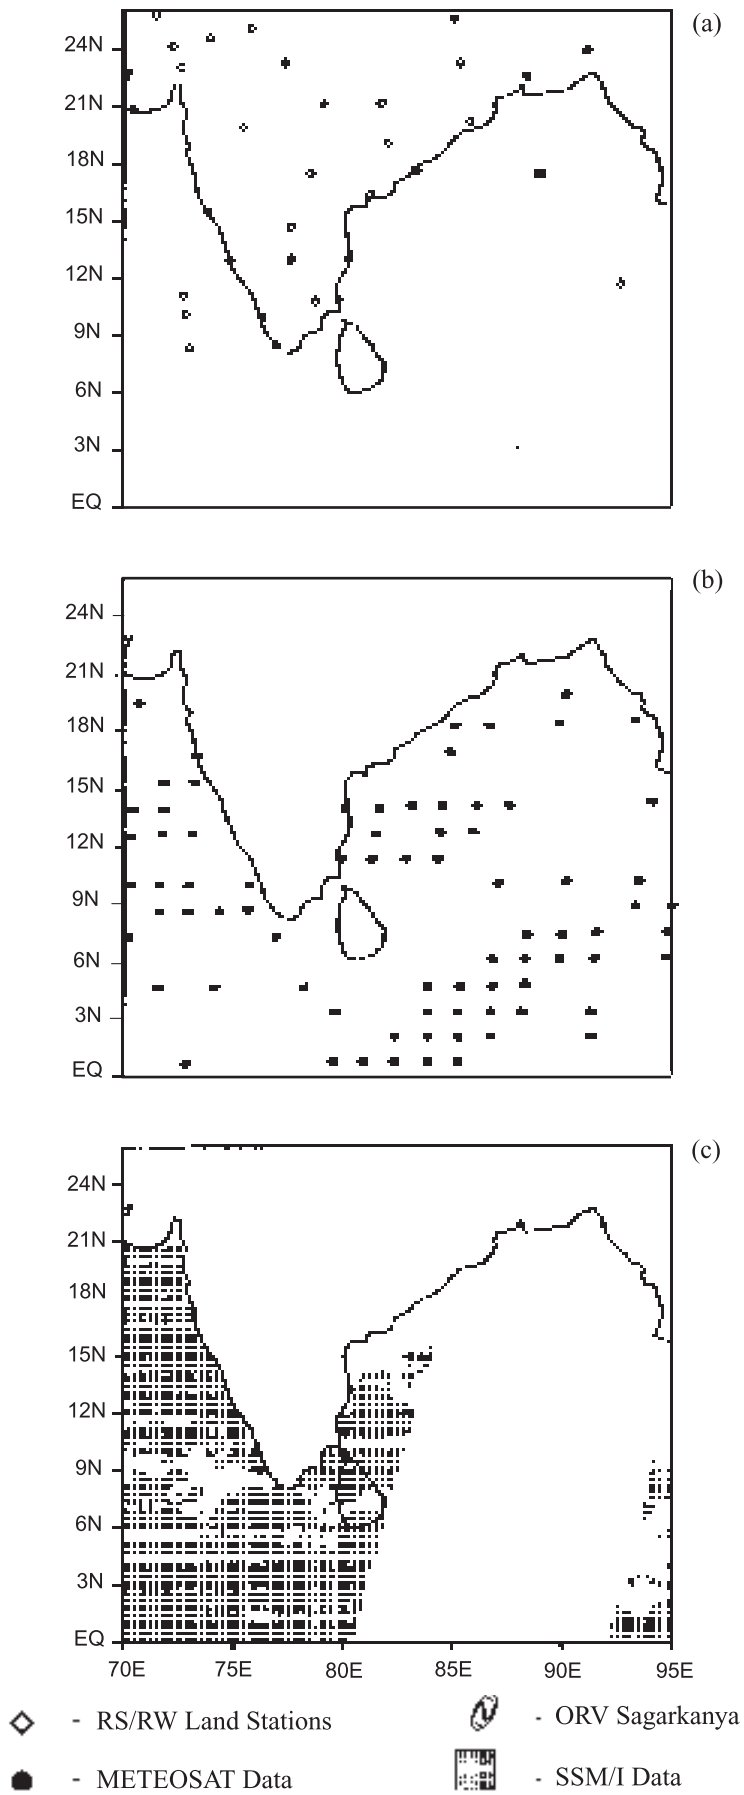 (a)
24N
21N
18N
15N
12N
9N
6N
3N
EQ
(b)
24N
21N
18N
15N
12N
9N
6N
3N
EQ
(c)
24N
21N
18N
15N
12N
9N
6N
3N
EQ
70E 75E 80E 85E 90E 95E
- RS/RW Land Stations - ORV Sagarkanya
- METEOSAT Data - SSM/I Data